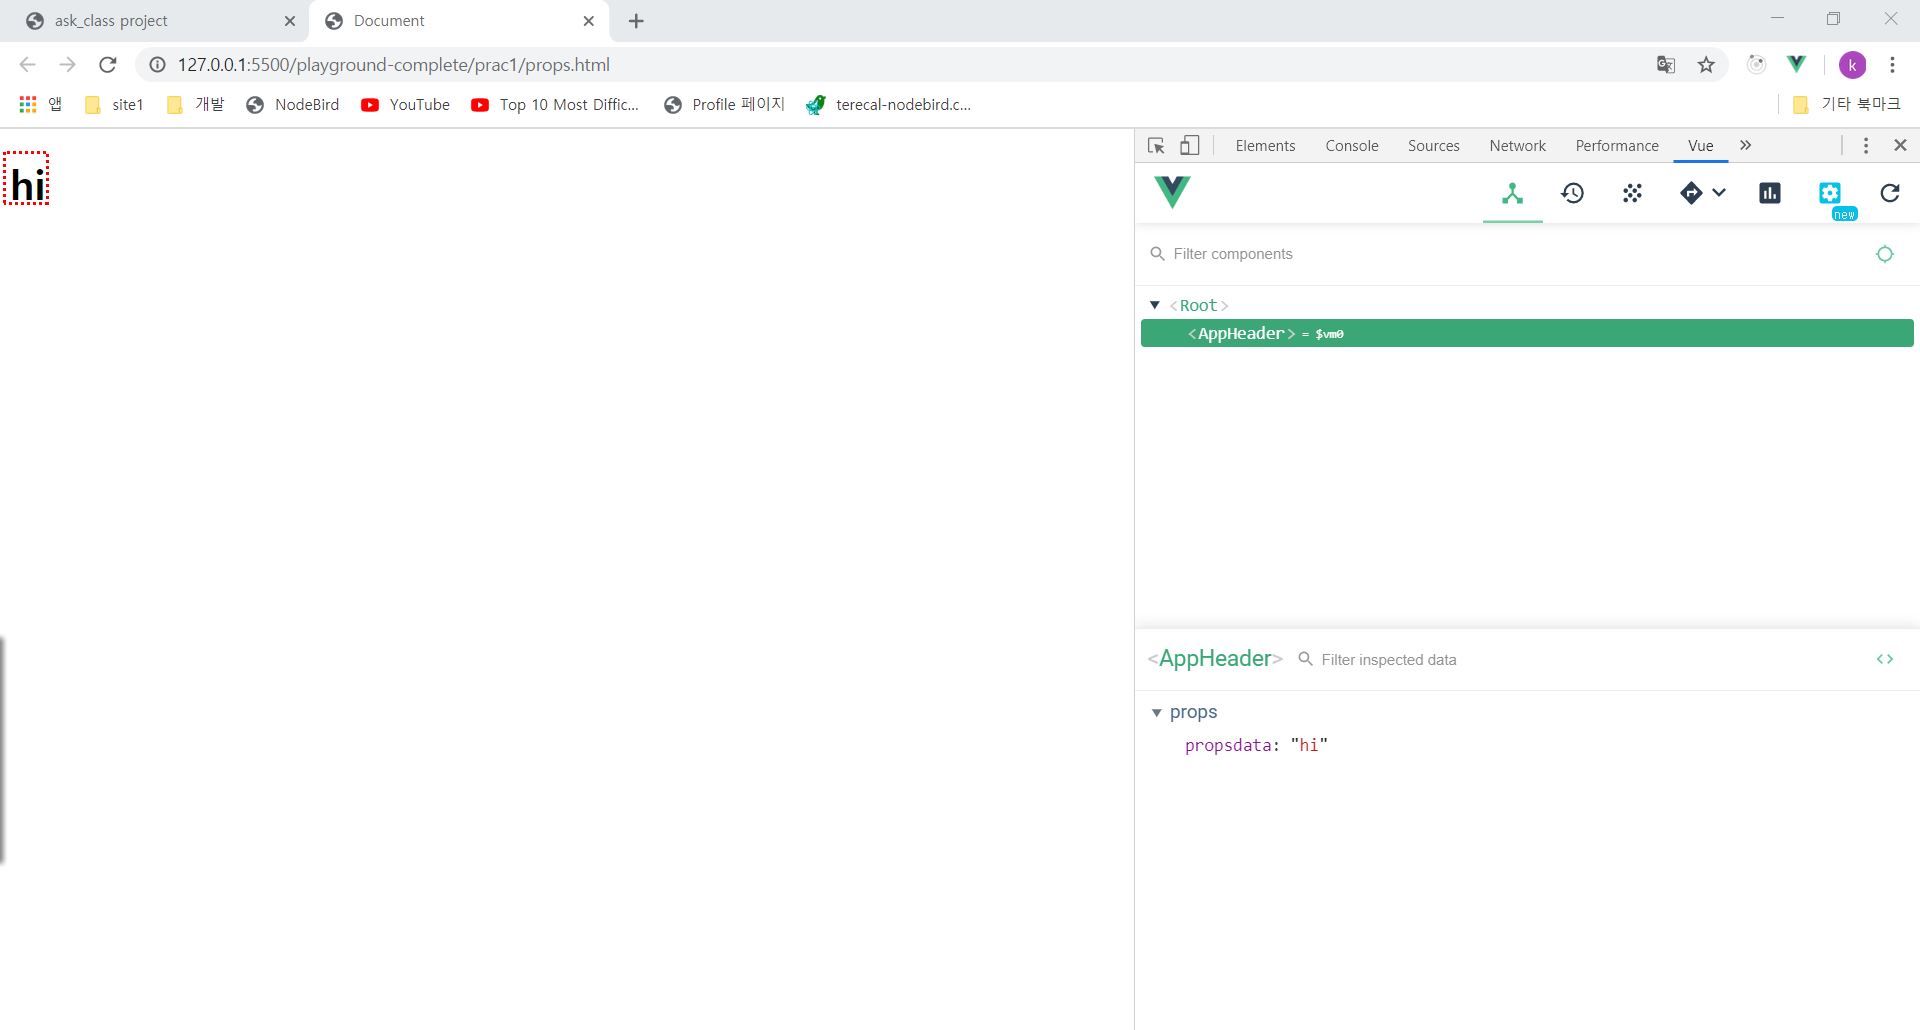 ask_class project
Document
127.0.0.1:5500/playground-complete/prac1/props.html
k
앱 site1 개발 NodeBird YouTube Top 10 Most Diffic... Profile 페이지 terecal-nodebird.c... 기타 북마크
hi
Elements Console Sources Network Performance Vue »
new
Filter components
<Root>
<AppHeader> = $vm0
<AppHeader> Filter inspected data <>
props
propsdata: "hi"